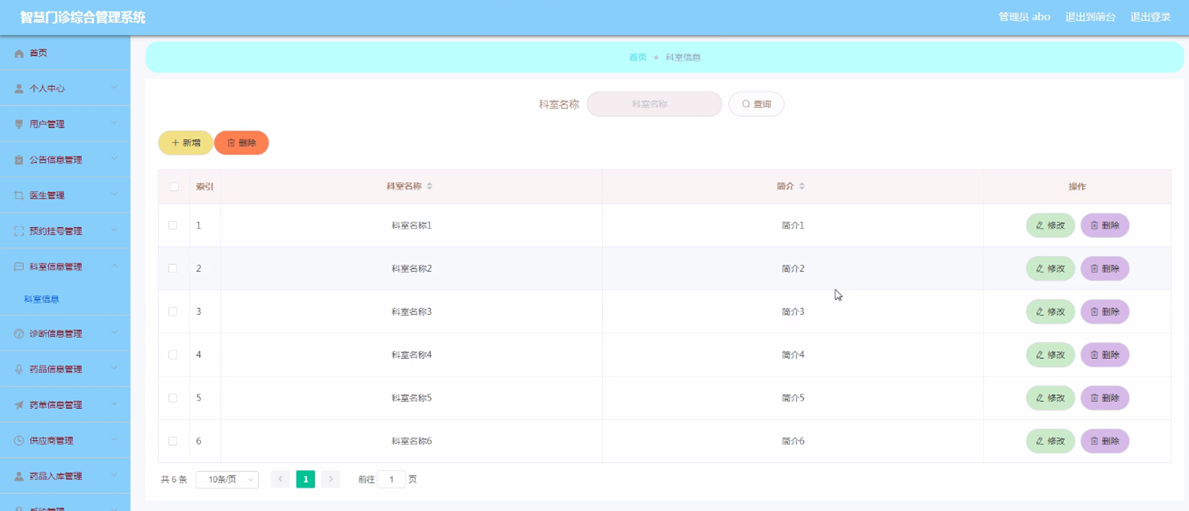 智慧门诊综合管理系统
管理员 abo 退出到前台 退出登录
首页
个人中心
用户管理
公告信息管理
医生管理
预约挂号管理
科室信息管理
科室信息
诊断信息管理
药品信息管理
药单信息管理
供应商管理
药品入库管理
系统管理
首页 科室信息
科室名称 科室名称 查询
新增 删除
索引 科室名称 简介 操作
1 科室名称1 简介1 修改 删除
2 科室名称2 简介2 修改 删除
3 科室名称3 简介3 修改 删除
4 科室名称4 简介4 修改 删除
5 科室名称5 简介5 修改 删除
6 科室名称6 简介6 修改 删除
共 6 条 10条/页 1 前往 1 页